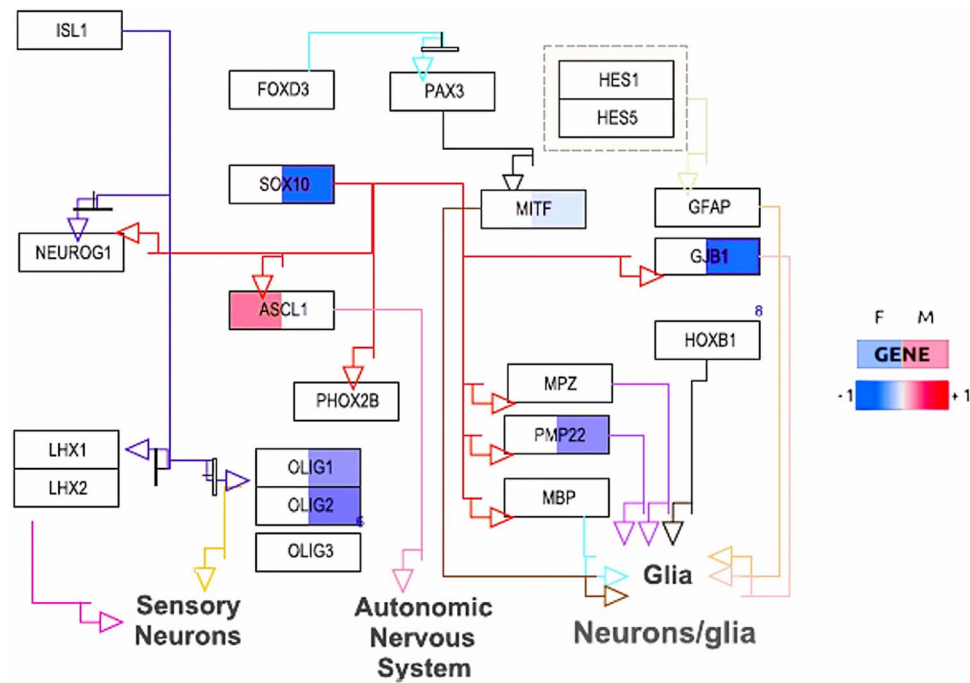 ISL1
FOXD3
PAX3
HES1
HES5
SOX10
MITF
GFAP
NEUROG1
GJB1
ASCL1
8
HOXB1
F M
GENE
- 1 + 1
PHOX2B
MPZ
PMP22
LHX1
LHX2
OLIG1
OLIG2
6
OLIG3
MBP
Glia
Sensory
Neurons
Autonomic
Nervous
System
Neurons/glia